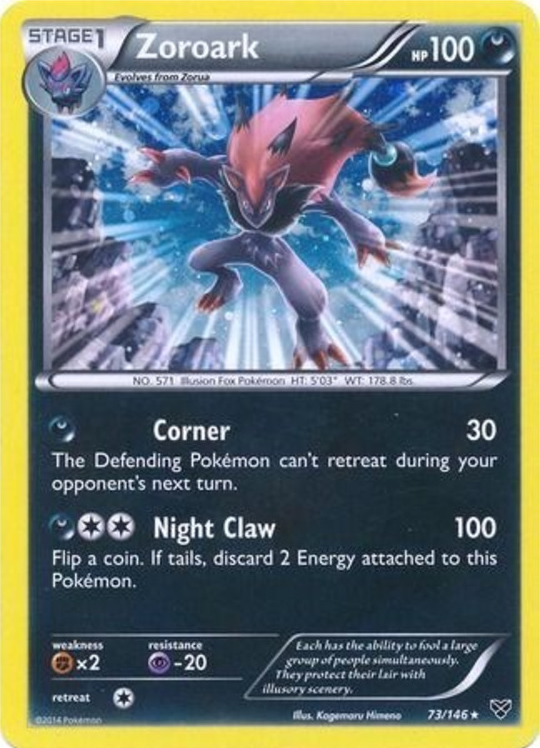 STAGE1
Zoroark
HP100
Evolves from Zorua
NO. 571 Illusion Fox Pokémon HT: 5'03" WT: 178.8 lbs.
Corner 30
The Defending Pokémon can't retreat during your
opponent's next turn.
Night Claw 100
Flip a coin. If tails, discard 2 Energy attached to this
Pokémon.
weakness resistance
×2 -20
Each has the ability to fool a large
group of people simultaneously.
They protect their lair with
illusory scenery.
retreat
©2014 Pokémon
Illus. Kagemaru Himeno 73/146★